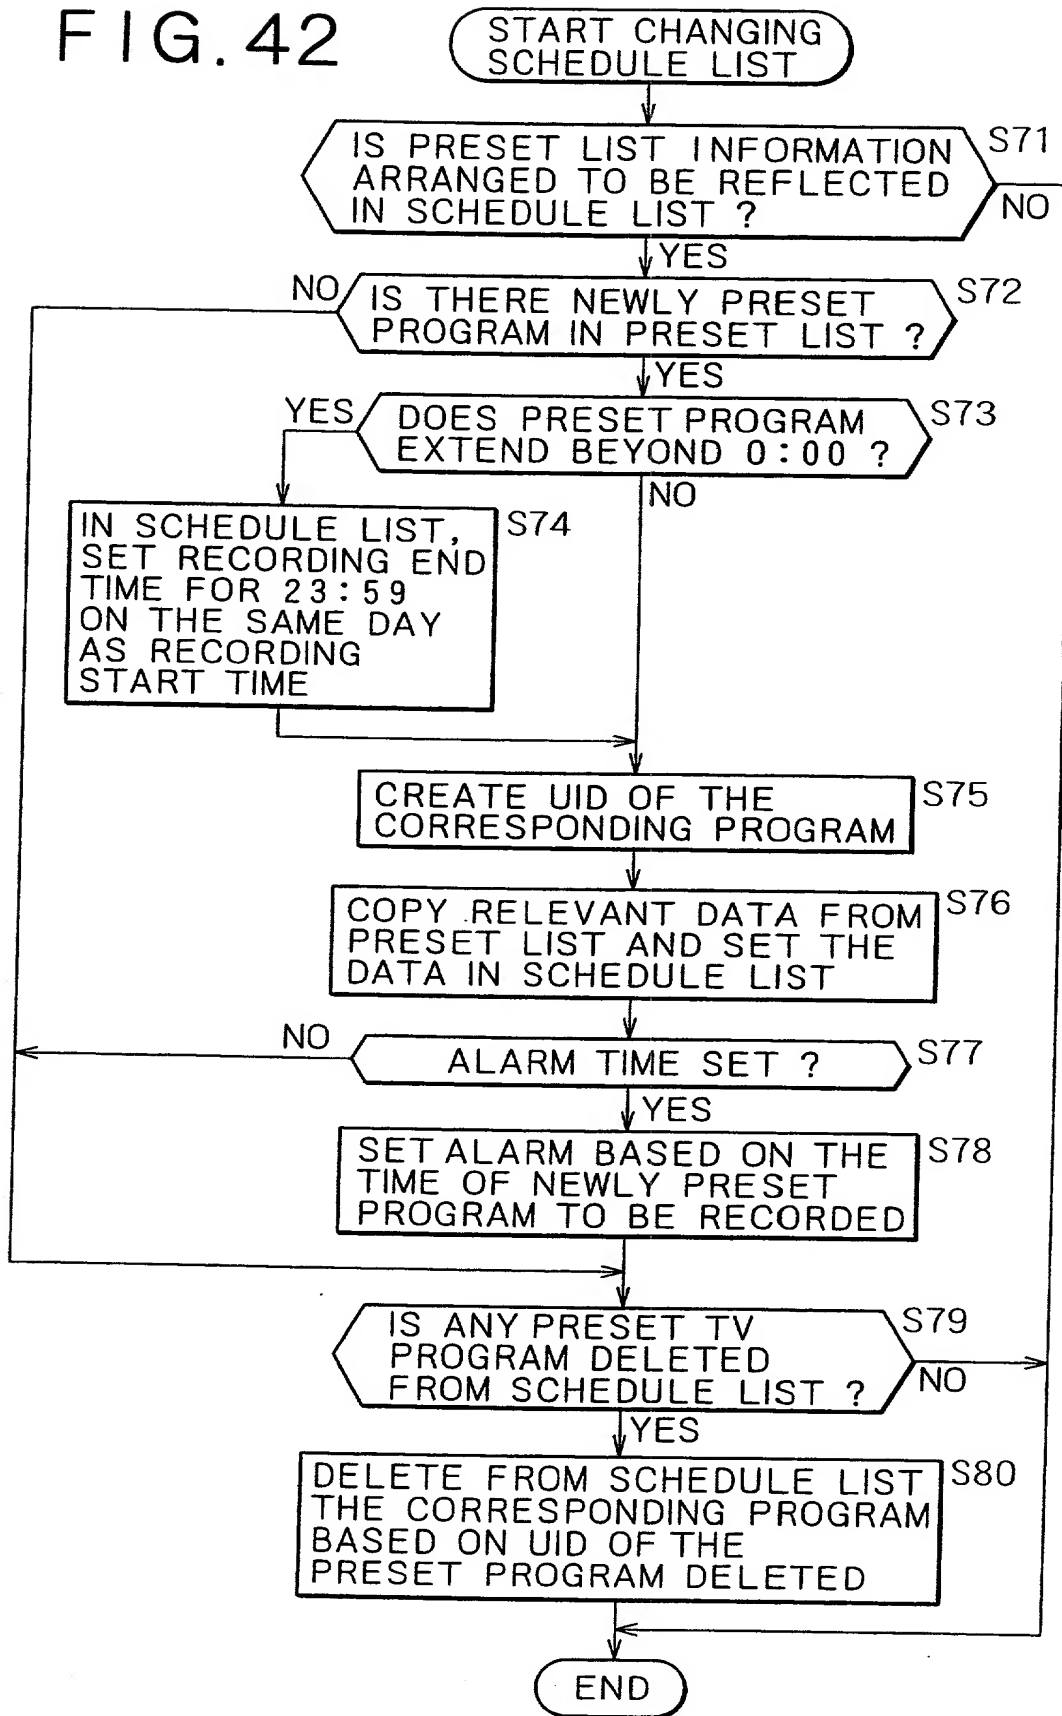 FIG. 42
START CHANGING
SCHEDULE LIST
IS PRESET LIST INFORMATION
ARRANGED TO BE REFLECTED
IN SCHEDULE LIST ?
S71
NO
YES
NO
IS THERE NEWLY PRESET
PROGRAM IN PRESET LIST ?
S72
YES
YES
DOES PRESET PROGRAM
EXTEND BEYOND 0:00 ?
S73
NO
IN SCHEDULE LIST,
SET RECORDING END
TIME FOR 23:59
ON THE SAME DAY
AS RECORDING
START TIME
S74
CREATE UID OF THE
CORRESPONDING PROGRAM
S75
COPY RELEVANT DATA FROM
PRESET LIST AND SET THE
DATA IN SCHEDULE LIST
S76
NO
ALARM TIME SET ?
S77
YES
SET ALARM BASED ON THE
TIME OF NEWLY PRESET
PROGRAM TO BE RECORDED
S78
IS ANY PRESET TV
PROGRAM DELETED
FROM SCHEDULE LIST ?
S79
NO
YES
DELETE FROM SCHEDULE LIST
THE CORRESPONDING PROGRAM
BASED ON UID OF THE
PRESET PROGRAM DELETED
S80
END